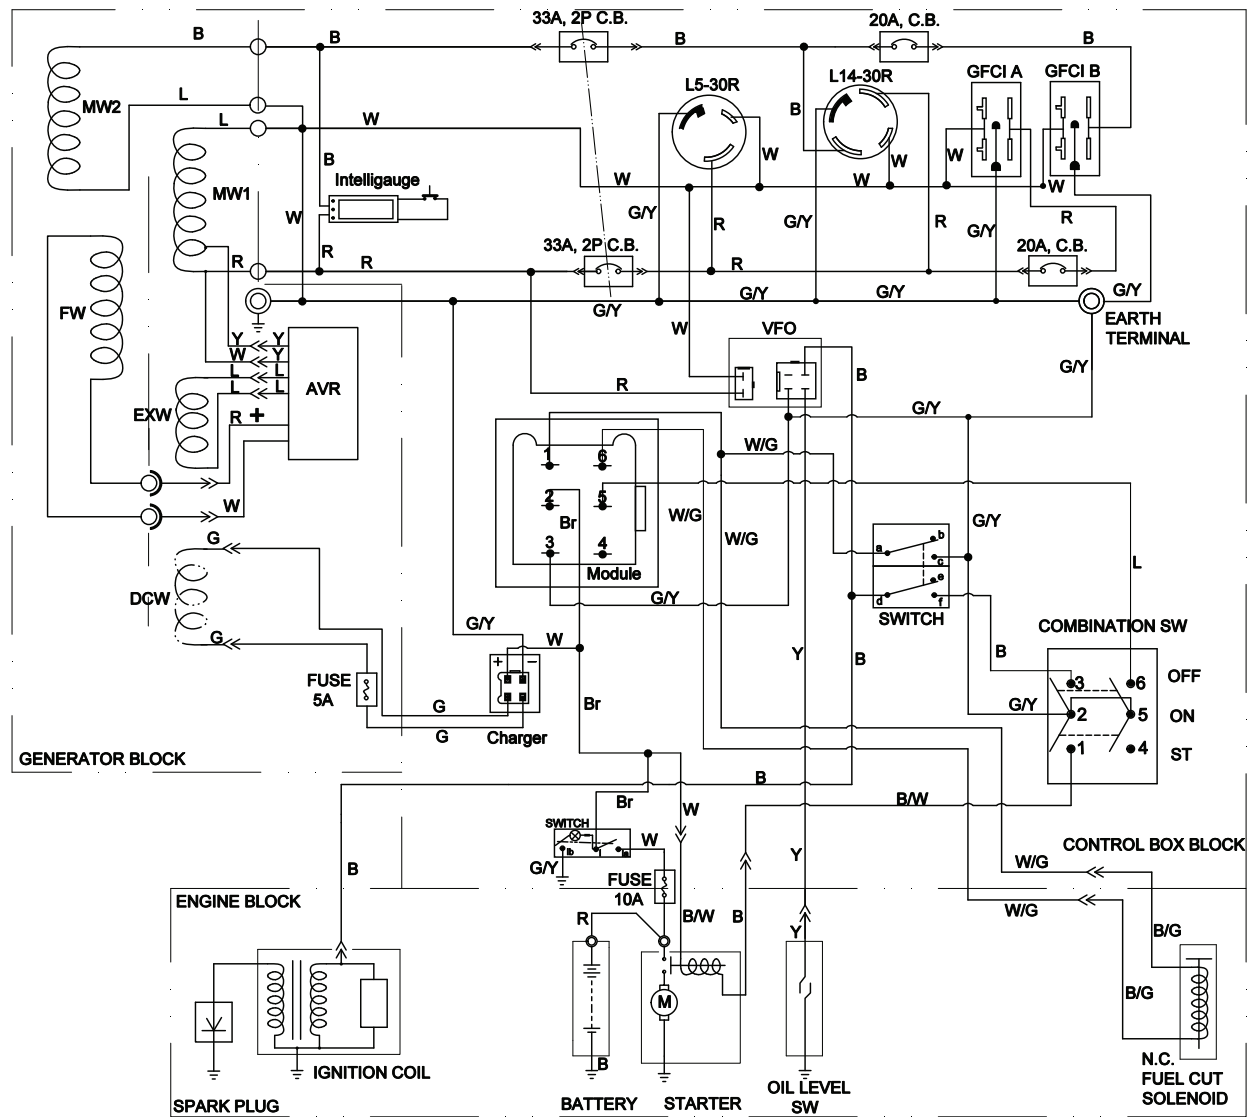 33A, 2P C.B.
20A, C.B.
B
B
B
B
L5-30R
L14-30R
GFCI A
GFCI B
MW2
L
L
W
B
B
W
W
W
W
MW1
Intelligauge
W
W
W
G/Y
R
G/Y
R
G/Y
R
W
R
R
R
33A, 2P C.B.
R
20A, C.B.
FW
G/Y
G/Y
G/Y
G/Y
EARTH
TERMINAL
Y
Y
W
Y
L
L
L
L
AVR
W
VFO
G/Y
R
B
EXW
R +
G/Y
W/G
1
6
2
5
Br
3
4
Module
W/G
W/G
G/Y
L
W
G
a
b
c
d
e
f
SWITCH
DCW
G/Y
COMBINATION SW
G
G/Y
W
Y
B
B
FUSE
5A
+
−
Charger
G
G
Br
3
6
OFF
G/Y
2
5
ON
1
4
ST
GENERATOR BLOCK
B
Br
W
B/W
SWITCH
W
G/Y
Y
CONTROL BOX BLOCK
B
FUSE
10A
W/G
ENGINE BLOCK
R
B/W
B
Y
W/G
B/G
M
B/G
B
IGNITION COIL
SPARK PLUG
BATTERY
STARTER
OIL LEVEL
SW
N.C.
FUEL CUT
SOLENOID